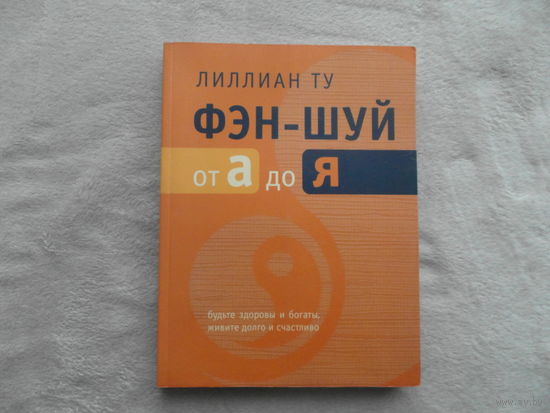 ЛИЛЛИАН ТУ
ФЭН-ШУЙ
от а до Я
будьте здоровы и богаты,
живите долго и счастливо